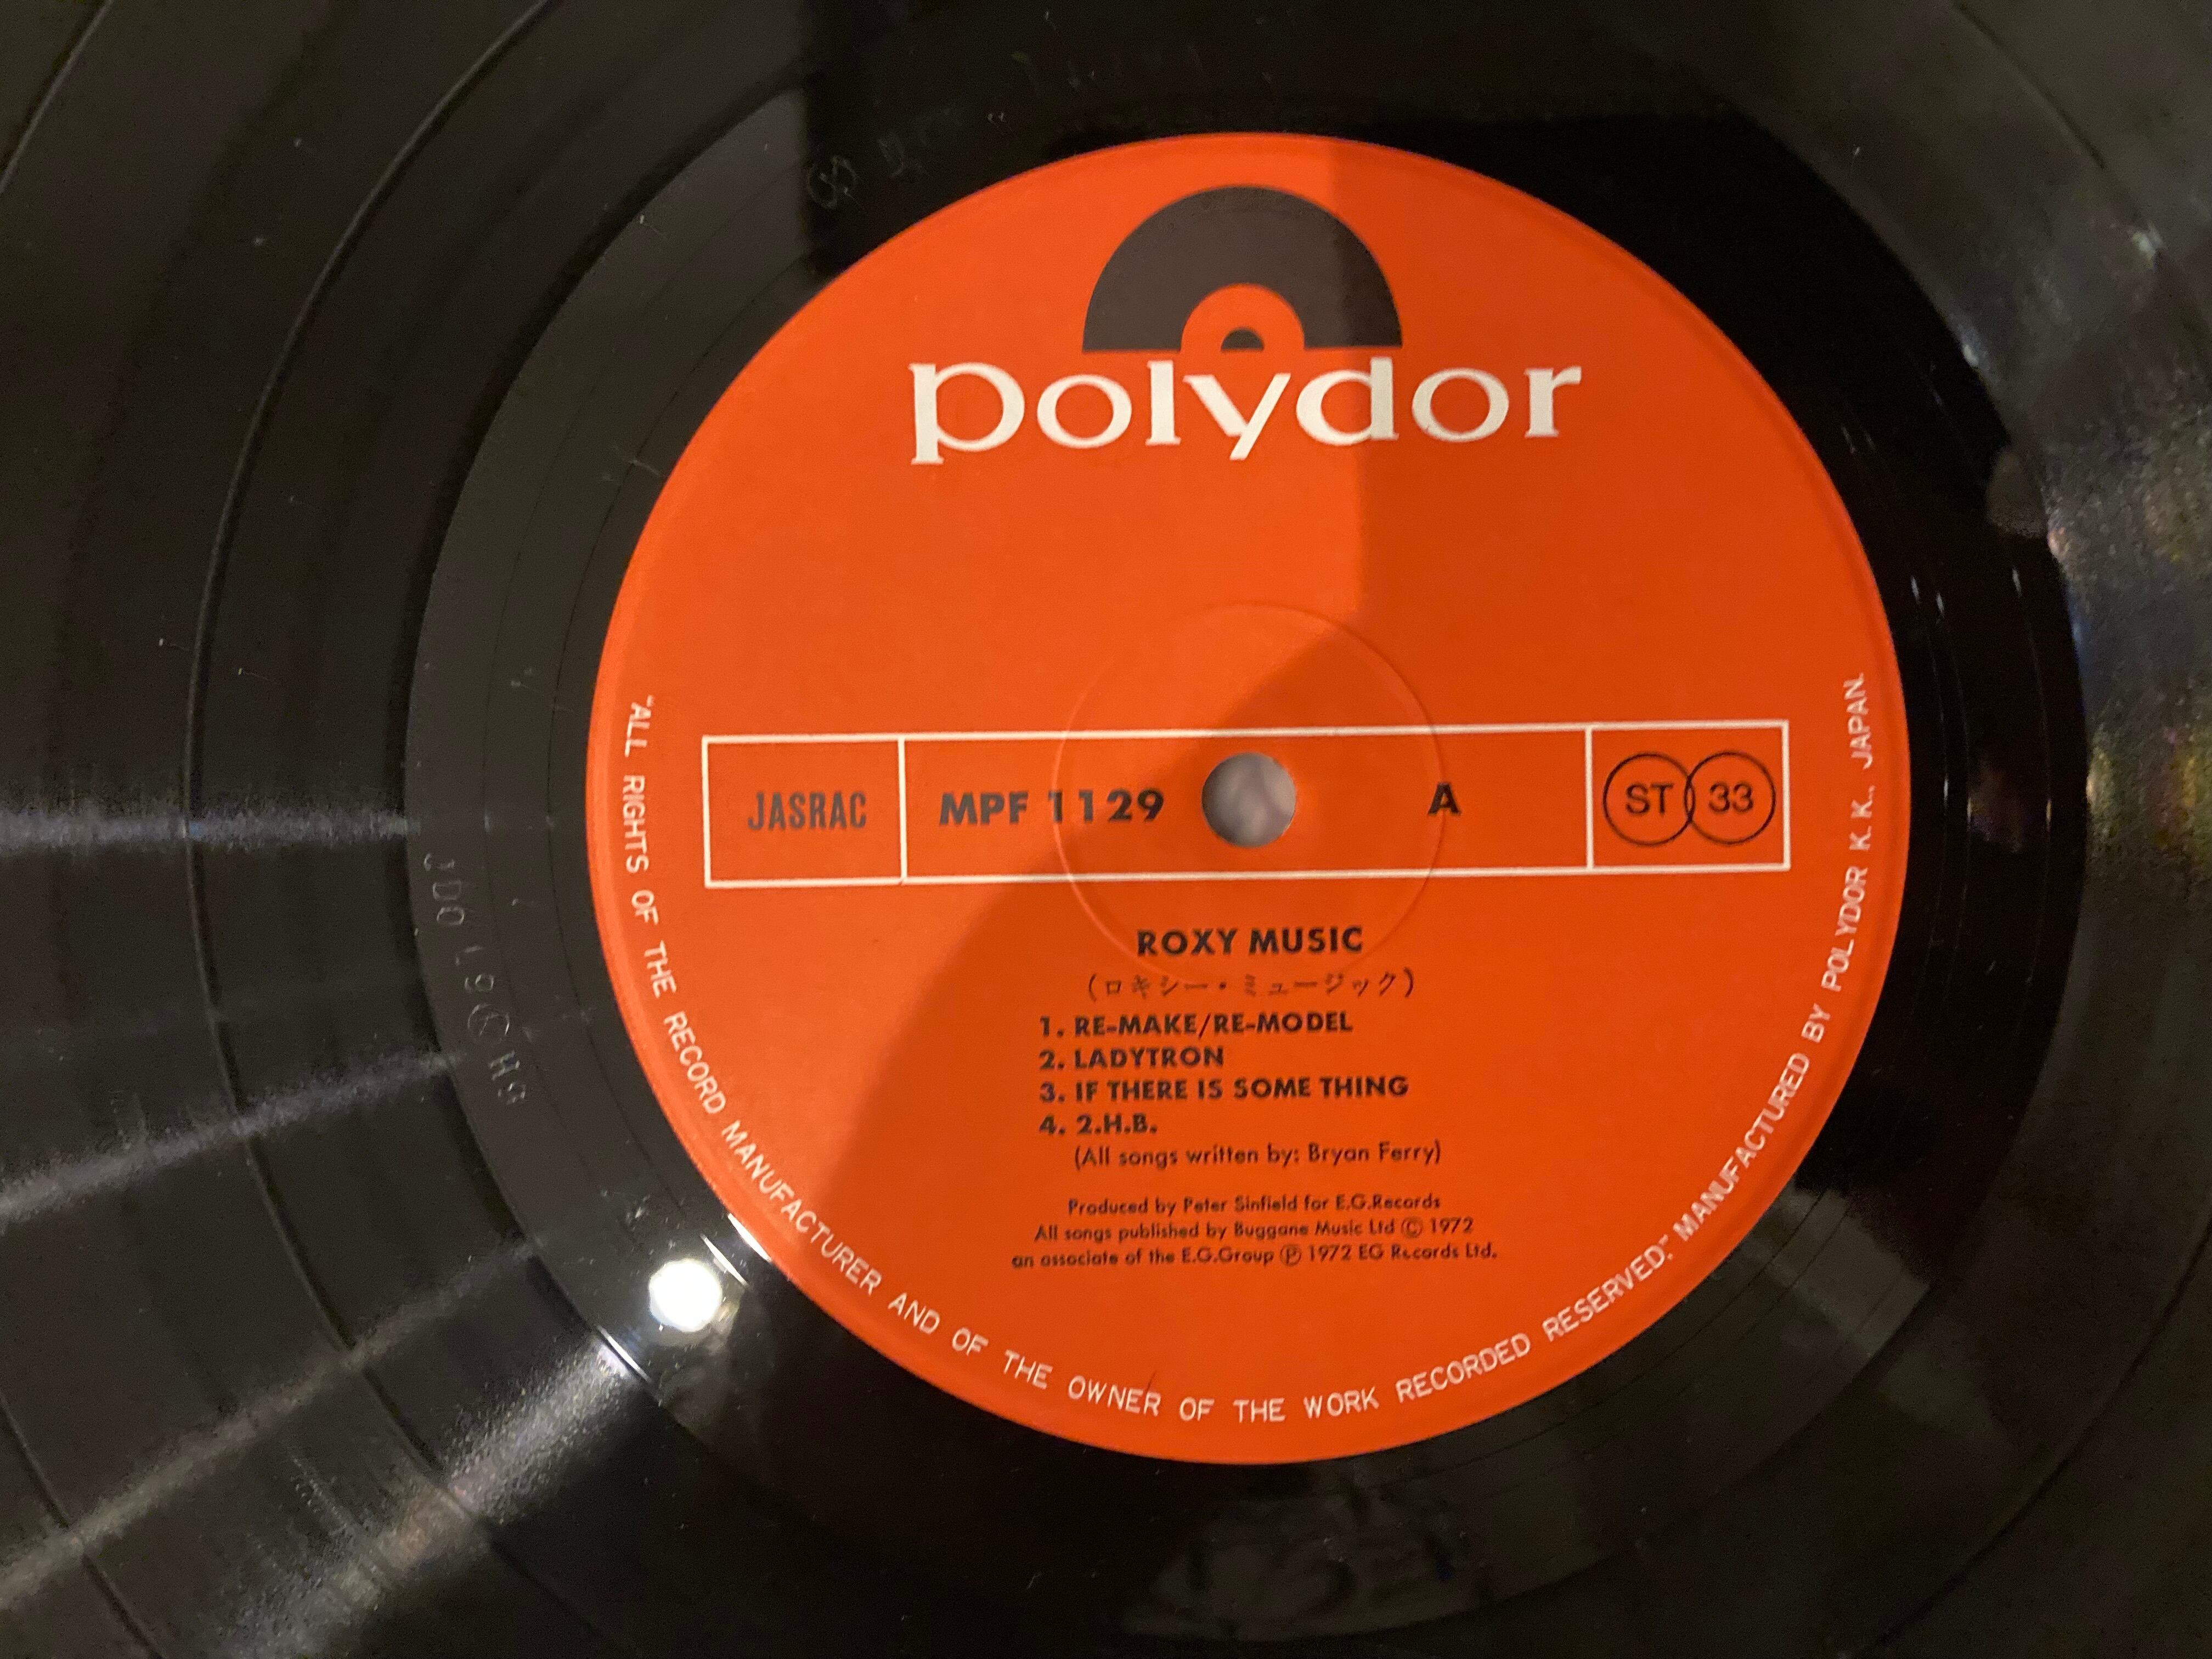 polydor
JASRAC MPF 1129 A ST 33
ROXY MUSIC
(ロキシー・ミュージック)
1. RE-MAKE/RE-MODEL
2. LADYTRON
3. IF THERE IS SOME THING
4. 2.H.B.
(All songs written by: Bryan Ferry)
Produced by Peter Sinfield for E.G.Records
All songs published by Buggane Music Ltd © 1972
an associate of the E.G.Group ℗ 1972 EG Records Ltd.
"ALL RIGHTS OF THE RECORD MANUFACTURER AND OF THE OWNER OF THE WORK RECORDED RESERVED." MANUFACTURED BY POLYDOR K.K., JAPAN.